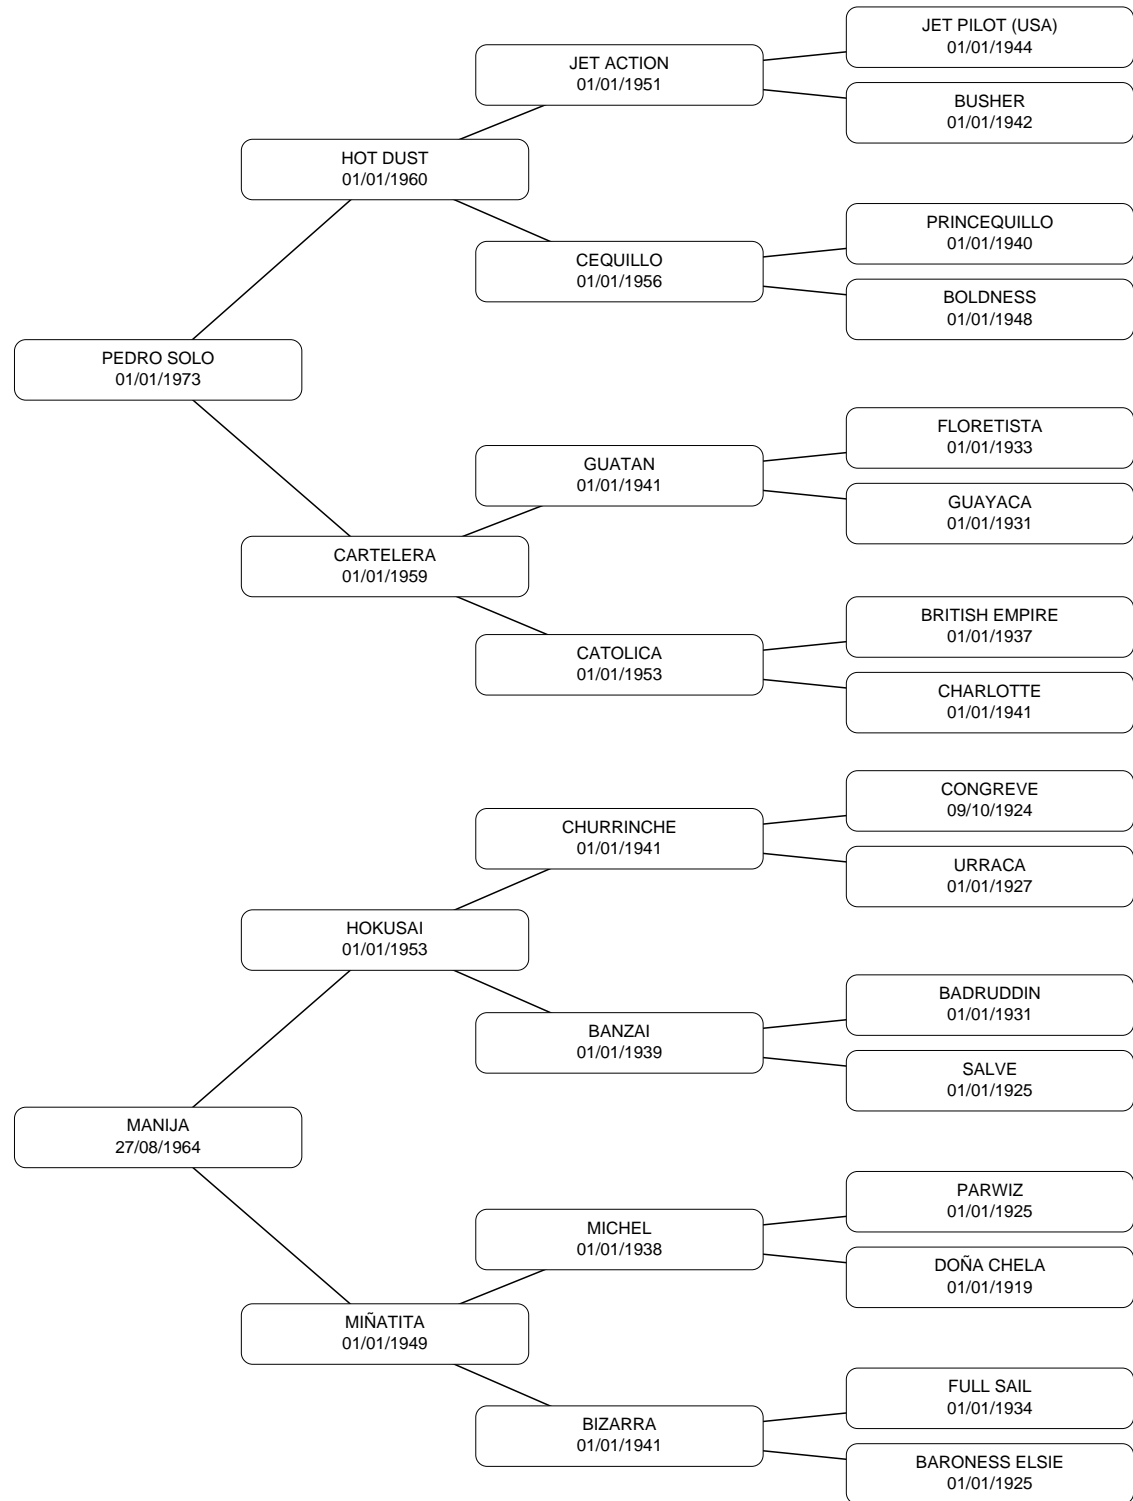 JET PILOT (USA)
01/01/1944
JET ACTION
01/01/1951
BUSHER
01/01/1942
HOT DUST
01/01/1960
PRINCEQUILLO
01/01/1940
CEQUILLO
01/01/1956
BOLDNESS
01/01/1948
PEDRO SOLO
01/01/1973
FLORETISTA
01/01/1933
GUATAN
01/01/1941
GUAYACA
01/01/1931
CARTELERA
01/01/1959
BRITISH EMPIRE
01/01/1937
CATOLICA
01/01/1953
CHARLOTTE
01/01/1941
CONGREVE
09/10/1924
CHURRINCHE
01/01/1941
URRACA
01/01/1927
HOKUSAI
01/01/1953
BADRUDDIN
01/01/1931
BANZAI
01/01/1939
SALVE
01/01/1925
MANIJA
27/08/1964
PARWIZ
01/01/1925
MICHEL
01/01/1938
DOÑA CHELA
01/01/1919
MIÑATITA
01/01/1949
FULL SAIL
01/01/1934
BIZARRA
01/01/1941
BARONESS ELSIE
01/01/1925